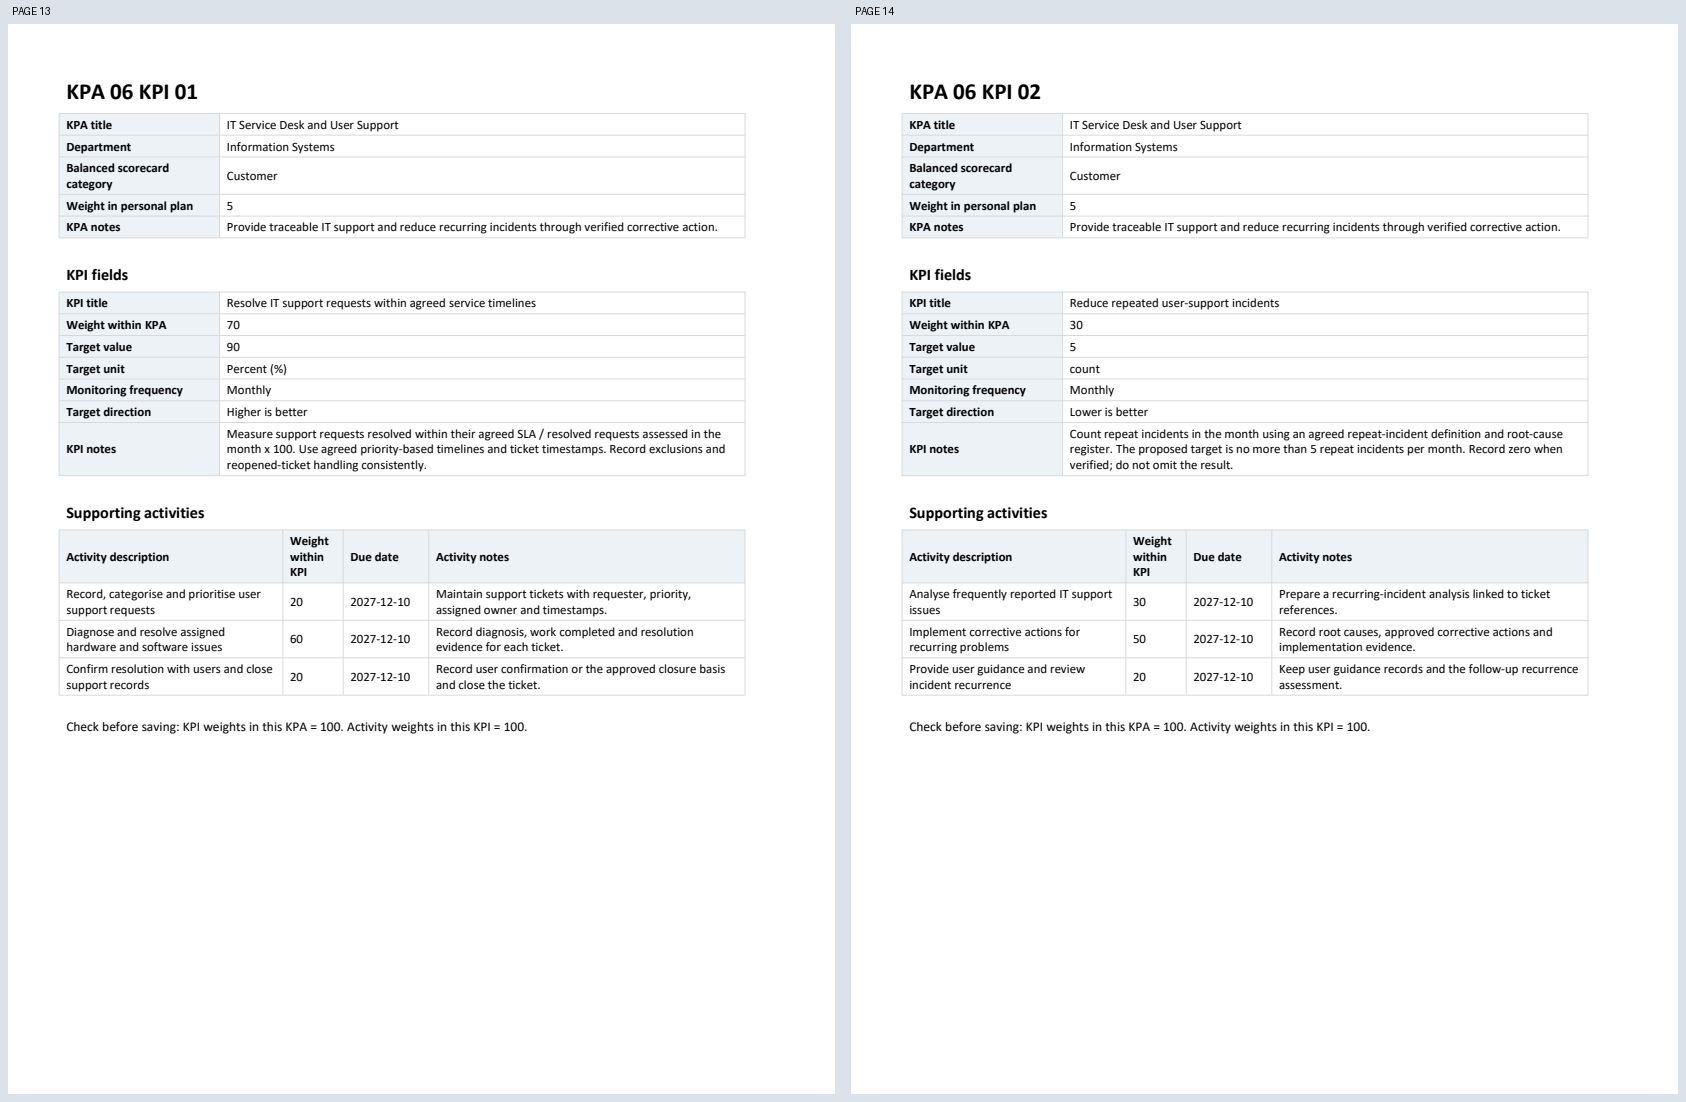 PAGE 13
KPA 06 KPI 01
KPA title
IT Service Desk and User Support
Department
Information Systems
Balanced scorecard
category
Customer
Weight in personal plan
5
KPA notes
Provide traceable IT support and reduce recurring incidents through verified corrective action.
KPI fields
KPI title
Resolve IT support requests within agreed service timelines
Weight within KPA
70
Target value
90
Target unit
Percent (%)
Monitoring frequency
Monthly
Target direction
Higher is better
KPI notes
Measure support requests resolved within their agreed SLA / resolved requests assessed in the
month x 100. Use agreed priority-based timelines and ticket timestamps. Record exclusions and
reopened-ticket handling consistently.
Supporting activities
Activity description
Weight
within
KPI
Due date
Activity notes
Record, categorise and prioritise user
support requests
20
2027-12-10
Maintain support tickets with requester, priority,
assigned owner and timestamps.
Diagnose and resolve assigned
hardware and software issues
60
2027-12-10
Record diagnosis, work completed and resolution
evidence for each ticket.
Confirm resolution with users and close
support records
20
2027-12-10
Record user confirmation or the approved closure basis
and close the ticket.
Check before saving: KPI weights in this KPA = 100. Activity weights in this KPI = 100.
PAGE 14
KPA 06 KPI 02
KPA title
IT Service Desk and User Support
Department
Information Systems
Balanced scorecard
category
Customer
Weight in personal plan
5
KPA notes
Provide traceable IT support and reduce recurring incidents through verified corrective action.
KPI fields
KPI title
Reduce repeated user-support incidents
Weight within KPA
30
Target value
5
Target unit
count
Monitoring frequency
Monthly
Target direction
Lower is better
KPI notes
Count repeat incidents in the month using an agreed repeat-incident definition and root-cause
register. The proposed target is no more than 5 repeat incidents per month. Record zero when
verified; do not omit the result.
Supporting activities
Activity description
Weight
within
KPI
Due date
Activity notes
Analyse frequently reported IT support
issues
30
2027-12-10
Prepare a recurring-incident analysis linked to ticket
references.
Implement corrective actions for
recurring problems
50
2027-12-10
Record root causes, approved corrective actions and
implementation evidence.
Provide user guidance and review
incident recurrence
20
2027-12-10
Keep user guidance records and the follow-up recurrence
assessment.
Check before saving: KPI weights in this KPA = 100. Activity weights in this KPI = 100.